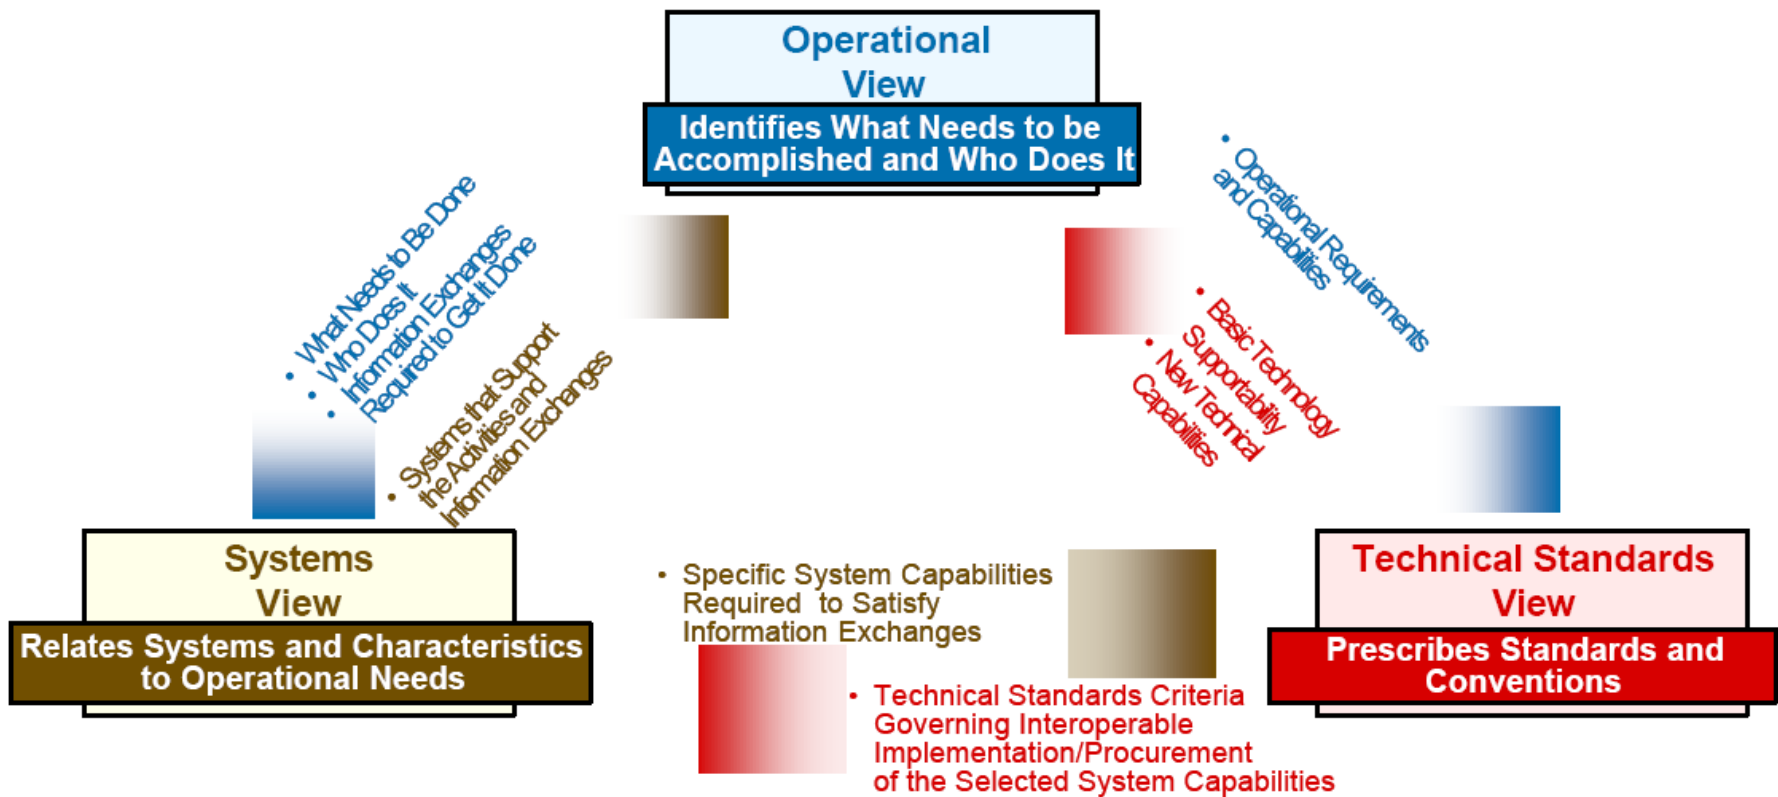 Operational
View
Identifies What Needs to be
Accomplished and Who Does It
• What Needs to Be Done
• Who Does It
• Information Exchanges
Required to Get It Done
• Systems that Support
the Activities and
Information Exchanges
• Operational Requirements
and Capabilities
• Basic Technology
Supportability
• New Technical
Capabilities
Systems
View
Relates Systems and Characteristics
to Operational Needs
• Specific System Capabilities
Required to Satisfy
Information Exchanges
• Technical Standards Criteria
Governing Interoperable
Implementation/Procurement
of the Selected System Capabilities
Technical Standards
View
Prescribes Standards and
Conventions